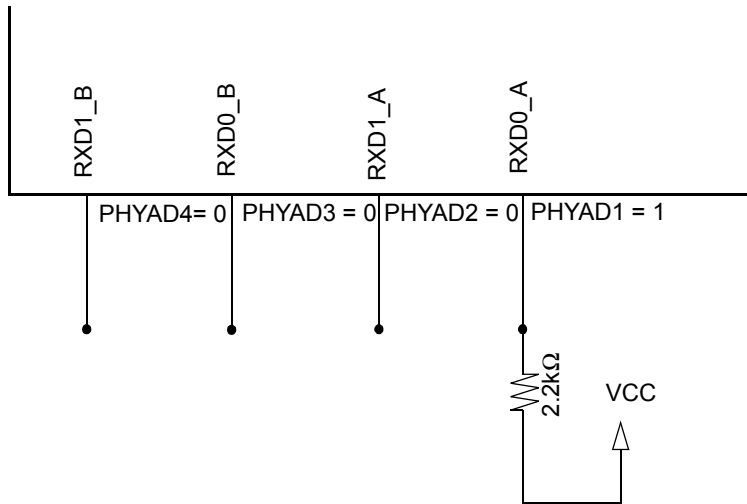 RXD1_B
RXD0_B
RXD1_A
RXD0_A
PHYAD4= 0
PHYAD3 = 0
PHYAD2 = 0
PHYAD1 = 1
2.2kΩ
VCC